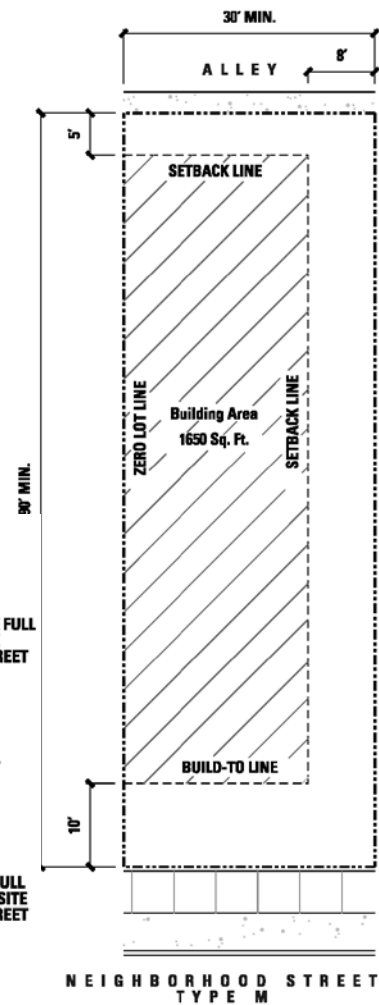 30' MIN.
ALLEY
8'
5'
SETBACK LINE
ZERO LOT LINE
Building Area
1650 Sq. Ft.
SETBACK LINE
90' MIN.
FULL
REET
BUILD-TO LINE
10'
ULL
SITE
REET
NEIGHBORHOOD STREET
TYPE M